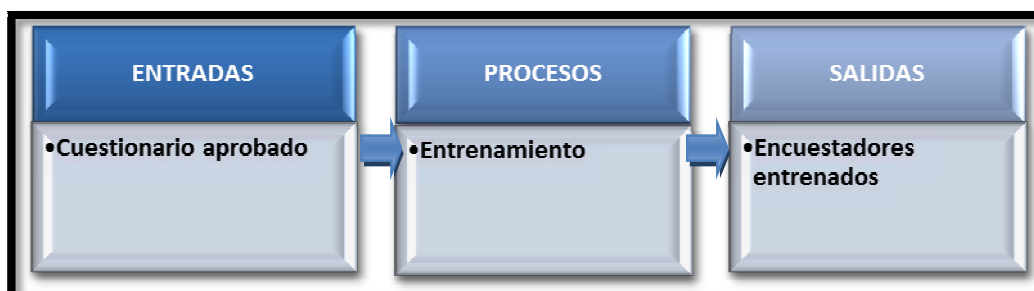 ENTRADAS
•Cuestionario aprobado
PROCESOS
•Entrenamiento
SALIDAS
•Encuestadores
entrenados